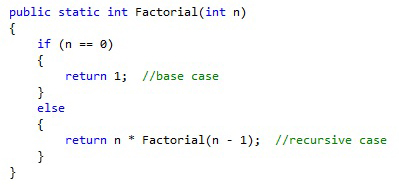 public static int Factorial(int n)
{
    if (n == 0)
    {
        return 1;  //base case
    }
    else
    {
        return n * Factorial(n - 1);  //recursive case
    }
}